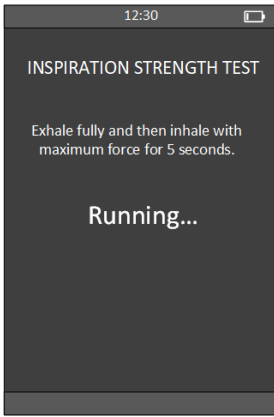 12:30
INSPIRATION STRENGTH TEST
Exhale fully and then inhale with
maximum force for 5 seconds.
Running...